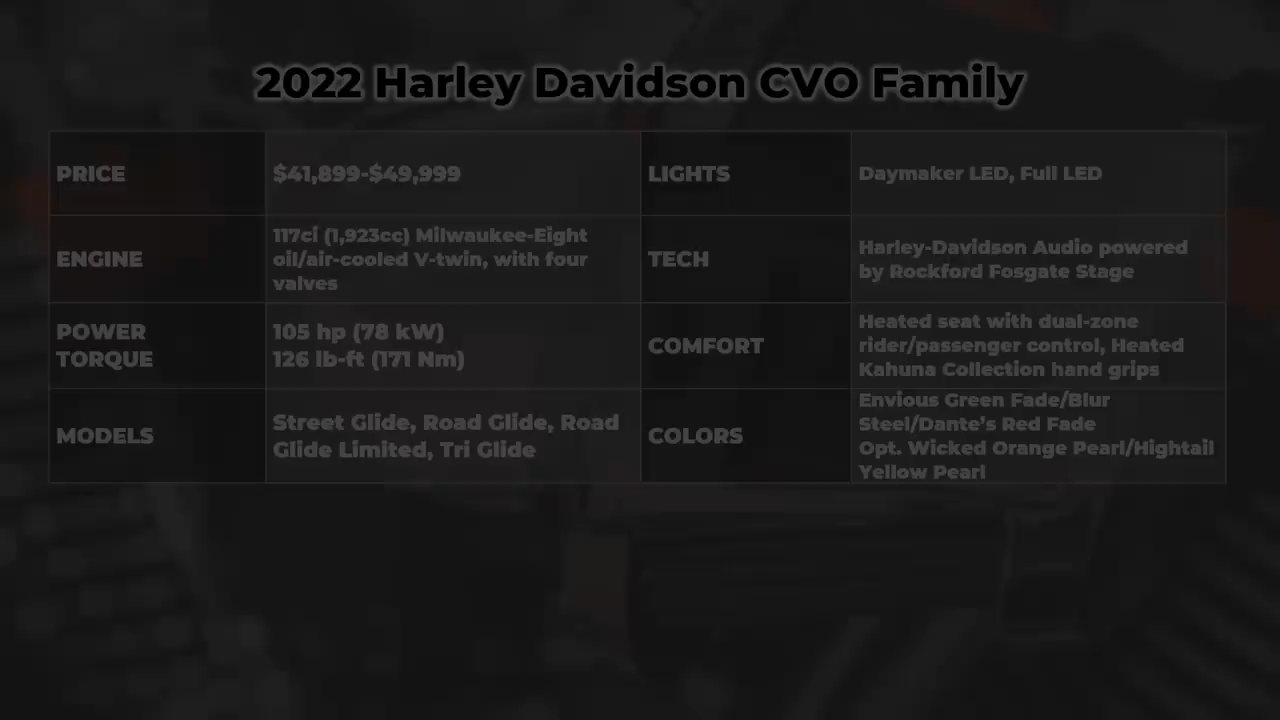 2022 Harley Davidson CVO Family
PRICE
$41,899-$49,999
LIGHTS
Daymaker LED, Full LED
ENGINE
117ci (1,923cc) Milwaukee-Eight
oil/air-cooled V-twin, with four
valves
TECH
Harley-Davidson Audio powered
by Rockford Fosgate Stage
POWER
TORQUE
105 hp (78 kW)
126 lb-ft (171 Nm)
COMFORT
Heated seat with dual-zone
rider/passenger control, Heated
Kahuna Collection hand grips
MODELS
Street Glide, Road Glide, Road
Glide Limited, Tri Glide
COLORS
Envious Green Fade/Blur
Steel/Dante's Red Fade
Opt. Wicked Orange Pearl/Hightail
Yellow Pearl